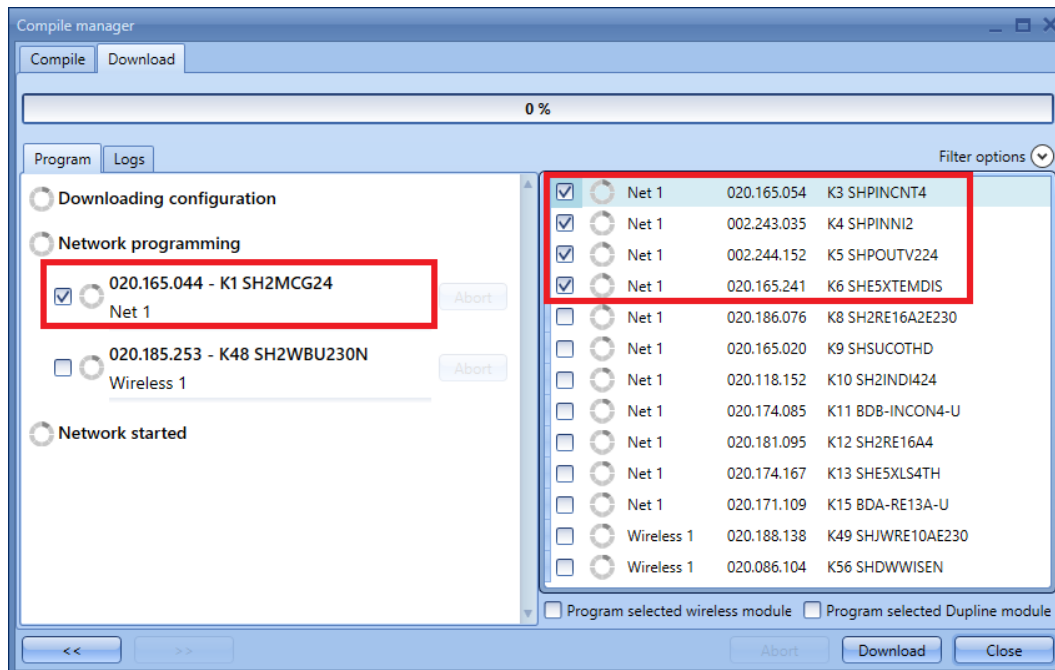 Compile manager
Compile Download
0 %
Program Logs
Filter options
Downloading configuration
Network programming
020.165.044 - K1 SH2MCG24
Net 1
Abort
020.185.253 - K48 SH2WBU230N
Wireless 1
Abort
Network started
Net 1 020.165.054 K3 SHPINCNT4
Net 1 002.243.035 K4 SHPINNI2
Net 1 002.244.152 K5 SHPOUTV224
Net 1 020.165.241 K6 SHE5XTEMDIS
Net 1 020.186.076 K8 SH2RE16A2E230
Net 1 020.165.020 K9 SHSUCOTHD
Net 1 020.118.152 K10 SH2INDI424
Net 1 020.174.085 K11 BDB-INCON4-U
Net 1 020.181.095 K12 SH2RE16A4
Net 1 020.174.167 K13 SHE5XLS4TH
Net 1 020.171.109 K15 BDA-RE13A-U
Wireless 1 020.188.138 K49 SHJWRE10AE230
Wireless 1 020.086.104 K56 SHDWWISEN
Program selected wireless module Program selected Dupline module
<< >> Abort Download Close